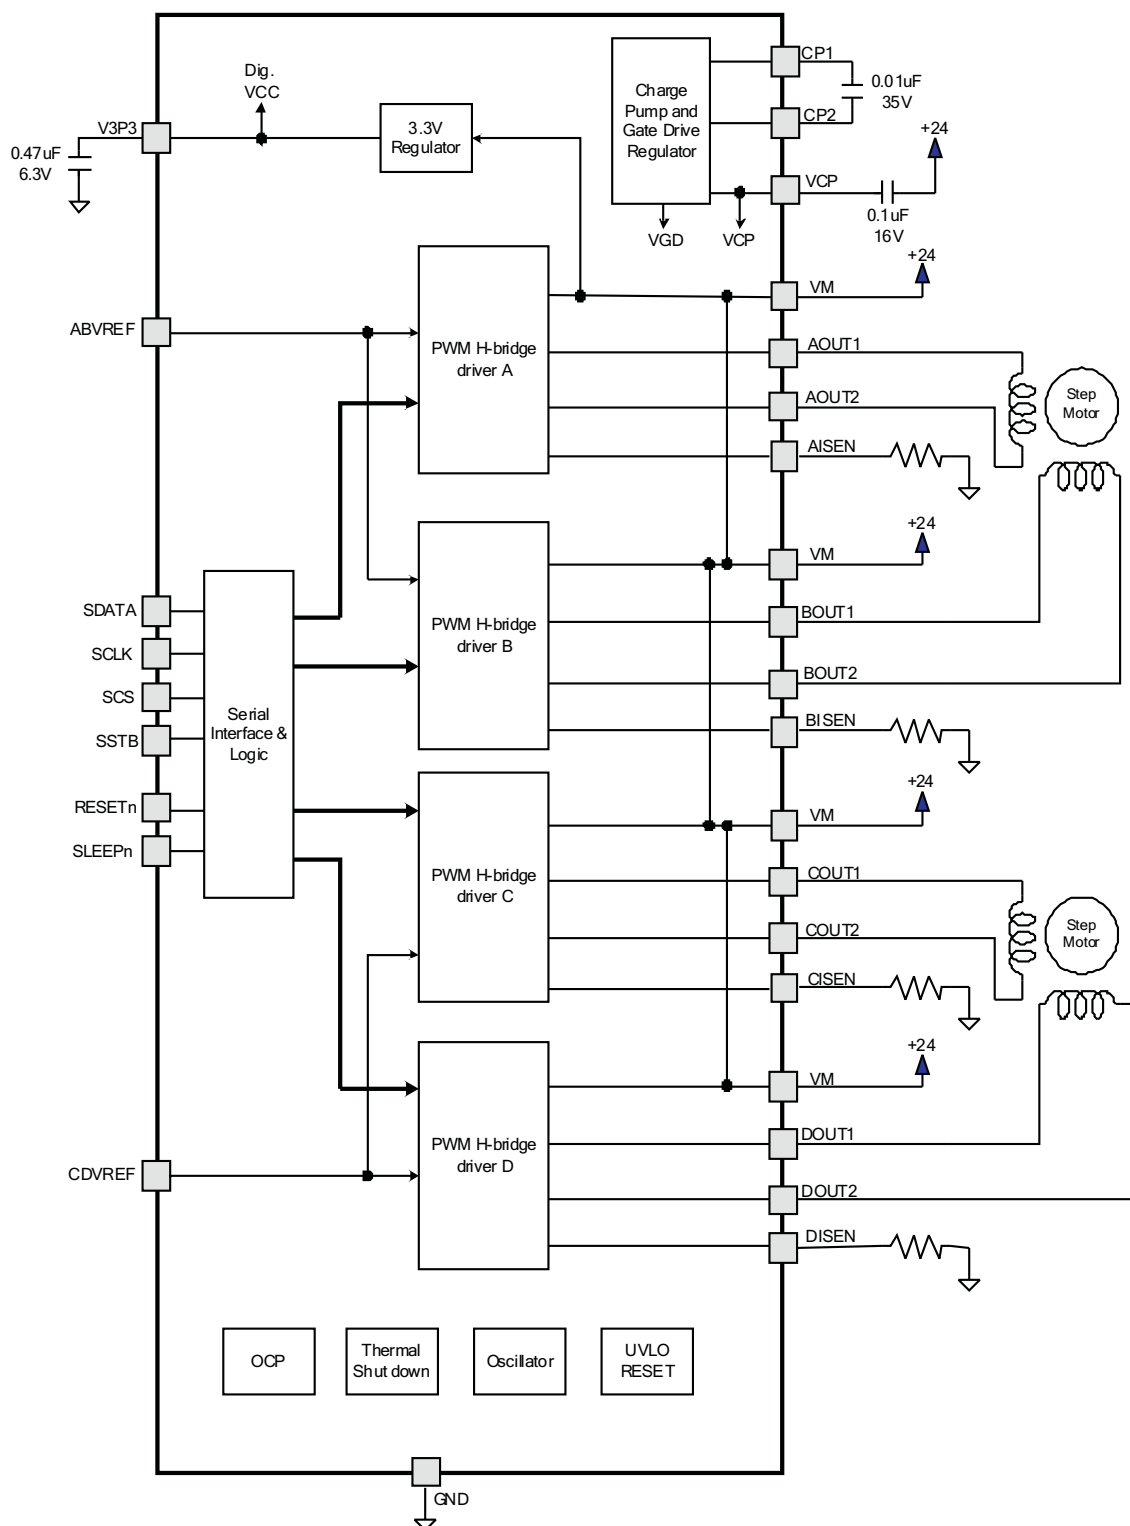 Dig.
VCC
V3P3
0.47uF
6.3V
3.3V
Regulator
Charge
Pump and
Gate Drive
Regulator
CP1
0.01uF
35V
CP2
+24
VCP
0.1uF
16V
VGD
VCP
+24
VM
ABVREF
PWM H-bridge
driver A
AOUT1
AOUT2
AISEN
Step
Motor
+24
VM
PWM H-bridge
driver B
BOUT1
BOUT2
BISEN
SDATA
SCLK
SCS
SSTB
RESETn
SLEEPn
Serial
Interface &
Logic
+24
VM
PWM H-bridge
driver C
COUT1
COUT2
CISEN
Step
Motor
+24
VM
PWM H-bridge
driver D
DOUT1
DOUT2
DISEN
CDVREF
OCP
Thermal
Shut down
Oscillator
UVLO
RESET
GND